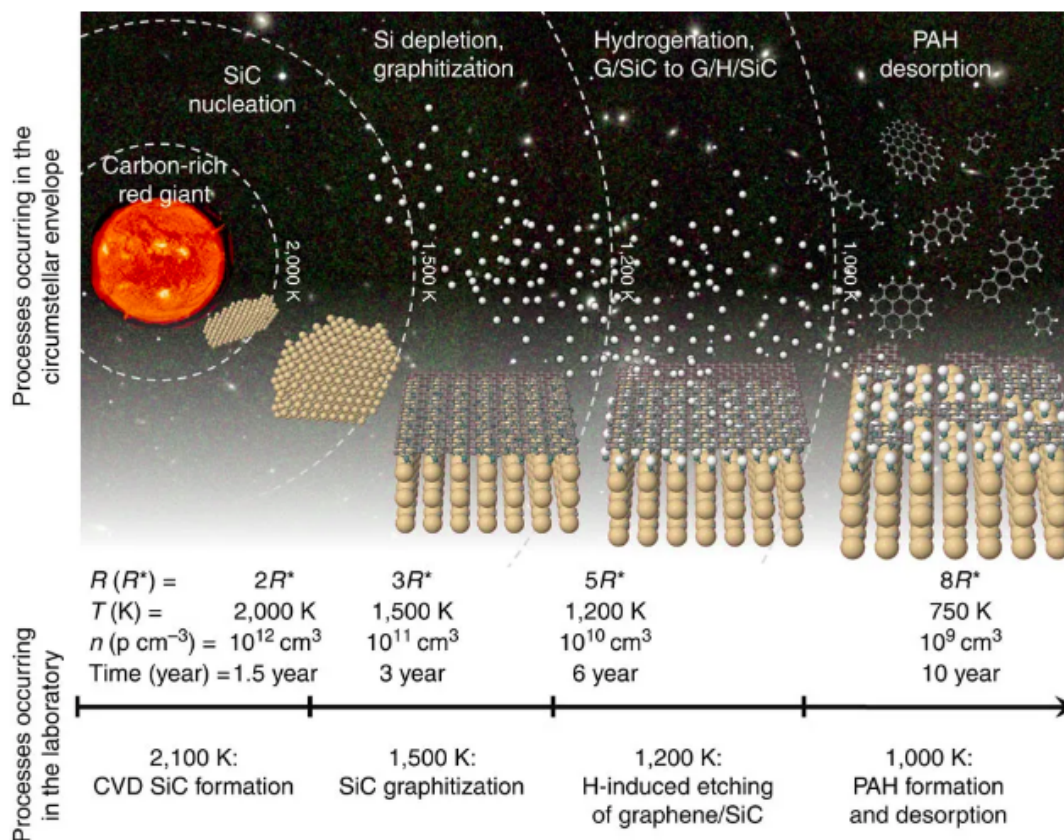 Processes occurring in the
circumstellar envelope
SiC
nucleation
Si depletion,
graphitization
Hydrogenation,
G/SiC to G/H/SiC
PAH
desorption
Carbon-rich
red giant
2,000 K
1,500 K
1,200 K
1,000 K
R (R*) = 2R* 3R* 5R* 8R*
T (K) = 2,000 K 1,500 K 1,200 K 750 K
n (p cm⁻³) = 10¹² cm³ 10¹¹ cm³ 10¹⁰ cm³ 10⁹ cm³
Time (year) = 1.5 year 3 year 6 year 10 year
Processes occurring
in the laboratory
2,100 K:
CVD SiC formation
1,500 K:
SiC graphitization
1,200 K:
H-induced etching
of graphene/SiC
1,000 K:
PAH formation
and desorption